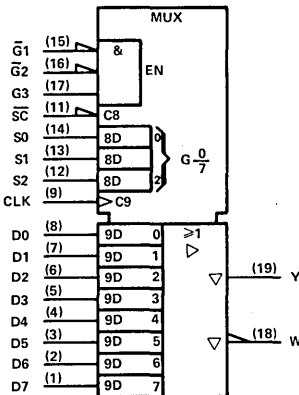 MUX
G̅1 (15) &
G̅2 (16) EN
G3 (17)
S̅C̅ (11) C8
S0 (14) 8D 0
S1 (13) 8D G 0/7
S2 (12) 8D 2
CLK (9) C9
D0 (8) 9D 0 ≥1
D1 (7) 9D 1
D2 (6) 9D 2 (19) Y
D3 (5) 9D 3
D4 (4) 9D 4
D5 (3) 9D 5 (18) W
D6 (2) 9D 6
D7 (1) 9D 7